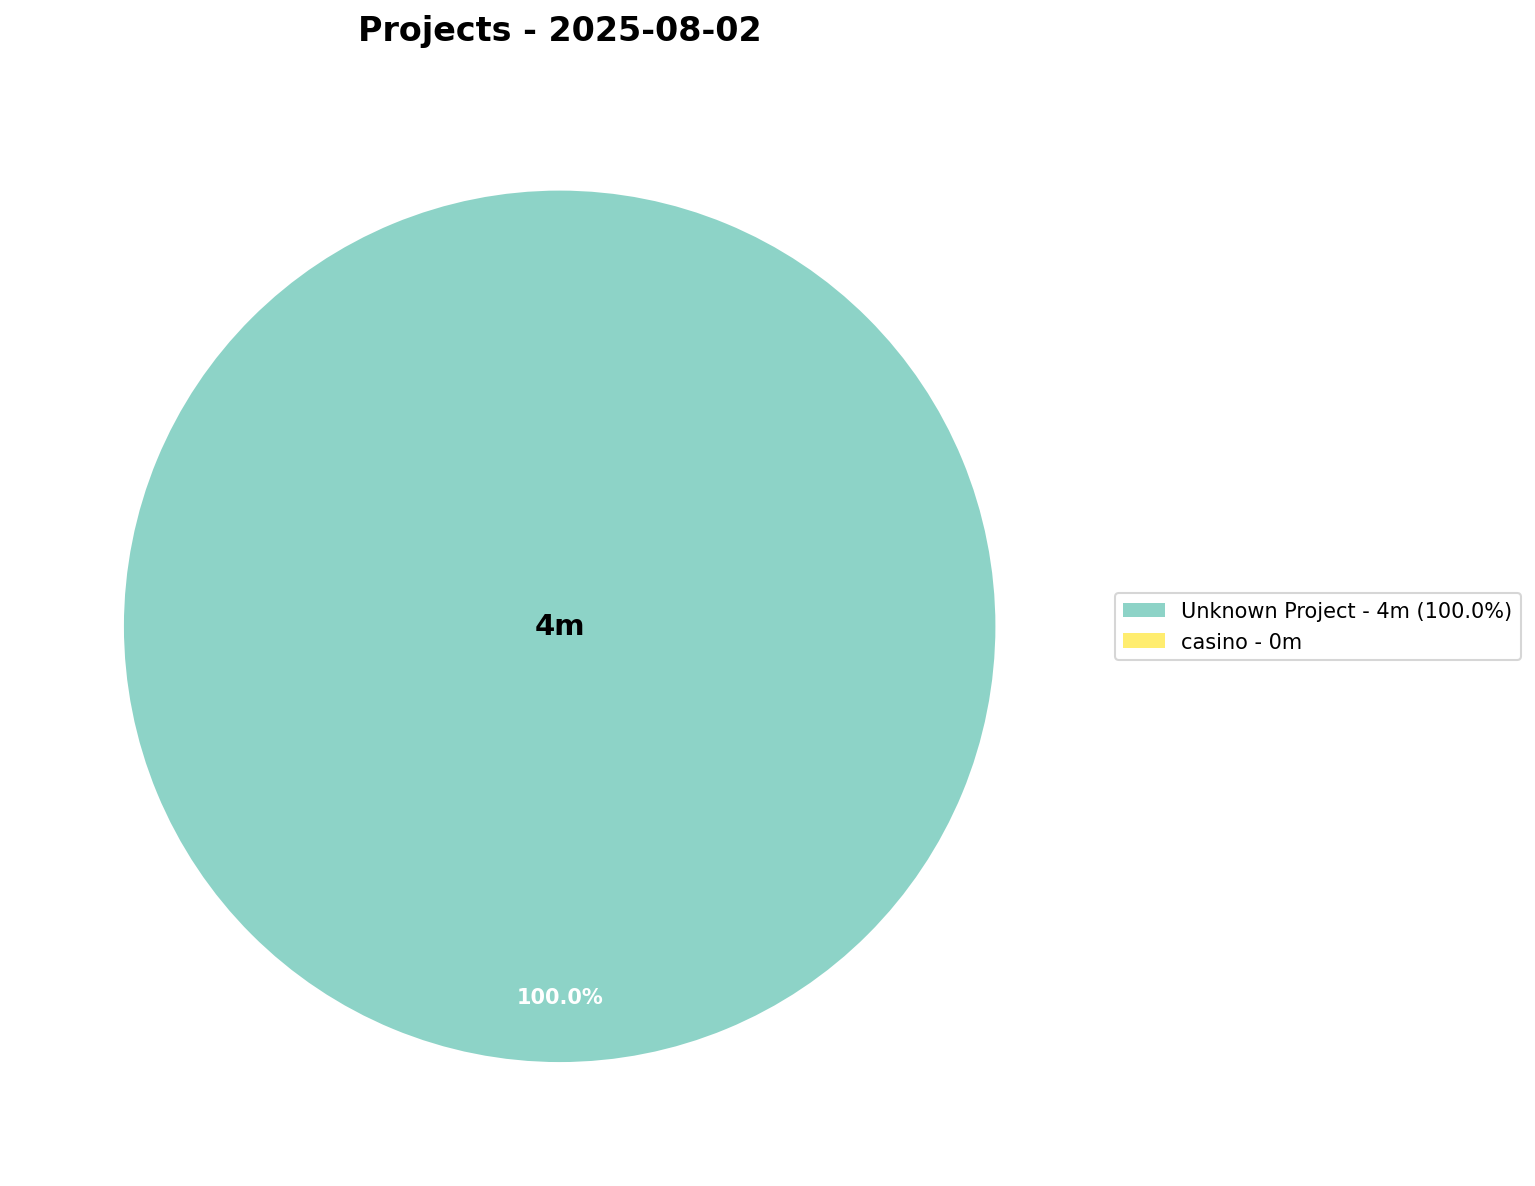 Projects - 2025-08-02
4m
100.0%
Unknown Project - 4m (100.0%)
casino - 0m